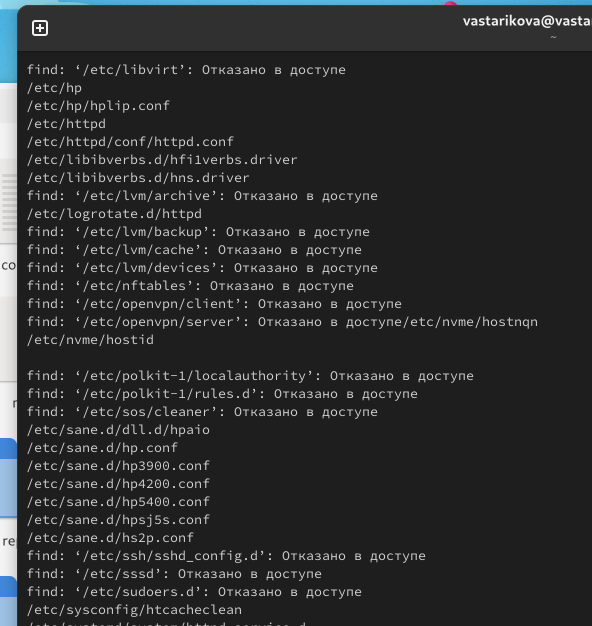 vastarikova@vasta
~
find: ‘/etc/libvirt’: Отказано в доступе
/etc/hp
/etc/hp/hplip.conf
/etc/httpd
/etc/httpd/conf/httpd.conf
/etc/libibverbs.d/hfi1verbs.driver
/etc/libibverbs.d/hns.driver
find: ‘/etc/lvm/archive’: Отказано в доступе
/etc/logrotate.d/httpd
find: ‘/etc/lvm/backup’: Отказано в доступе
find: ‘/etc/lvm/cache’: Отказано в доступе
find: ‘/etc/lvm/devices’: Отказано в доступе
find: ‘/etc/nftables’: Отказано в доступе
find: ‘/etc/openvpn/client’: Отказано в доступе
find: ‘/etc/openvpn/server’: Отказано в доступе/etc/nvme/hostnqn
/etc/nvme/hostid
find: ‘/etc/polkit-1/localauthority’: Отказано в доступе
find: ‘/etc/polkit-1/rules.d’: Отказано в доступе
find: ‘/etc/sos/cleaner’: Отказано в доступе
/etc/sane.d/dll.d/hpaio
/etc/sane.d/hp.conf
/etc/sane.d/hp3900.conf
/etc/sane.d/hp4200.conf
/etc/sane.d/hp5400.conf
/etc/sane.d/hpsj5s.conf
/etc/sane.d/hs2p.conf
find: ‘/etc/ssh/sshd_config.d’: Отказано в доступе
find: ‘/etc/sssd’: Отказано в доступе
find: ‘/etc/sudoers.d’: Отказано в доступе
/etc/sysconfig/htcacheclean